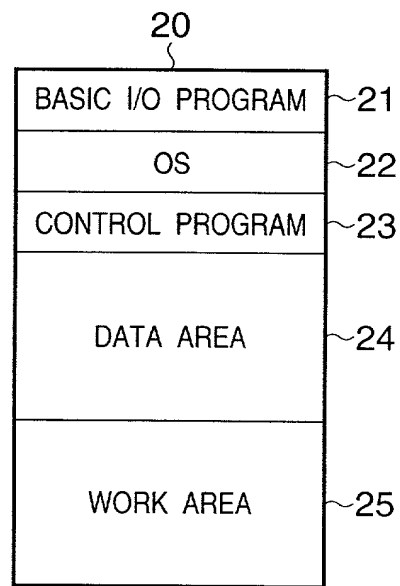 20
BASIC I/O PROGRAM 21
OS 22
CONTROL PROGRAM 23
DATA AREA 24
WORK AREA 25